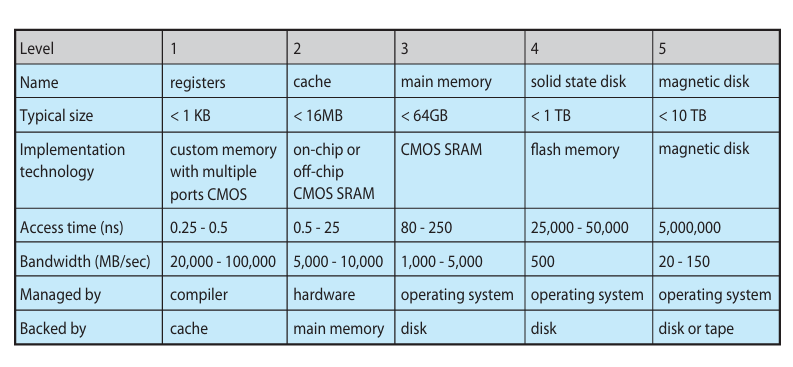 Level 1 2 3 4 5
Name registers cache main memory solid state disk magnetic disk
Typical size < 1 KB < 16MB < 64GB < 1 TB < 10 TB
Implementation technology custom memory with multiple ports CMOS on-chip or off-chip CMOS SRAM CMOS SRAM flash memory magnetic disk
Access time (ns) 0.25 - 0.5 0.5 - 25 80 - 250 25,000 - 50,000 5,000,000
Bandwidth (MB/sec) 20,000 - 100,000 5,000 - 10,000 1,000 - 5,000 500 20 - 150
Managed by compiler hardware operating system operating system operating system
Backed by cache main memory disk disk disk or tape